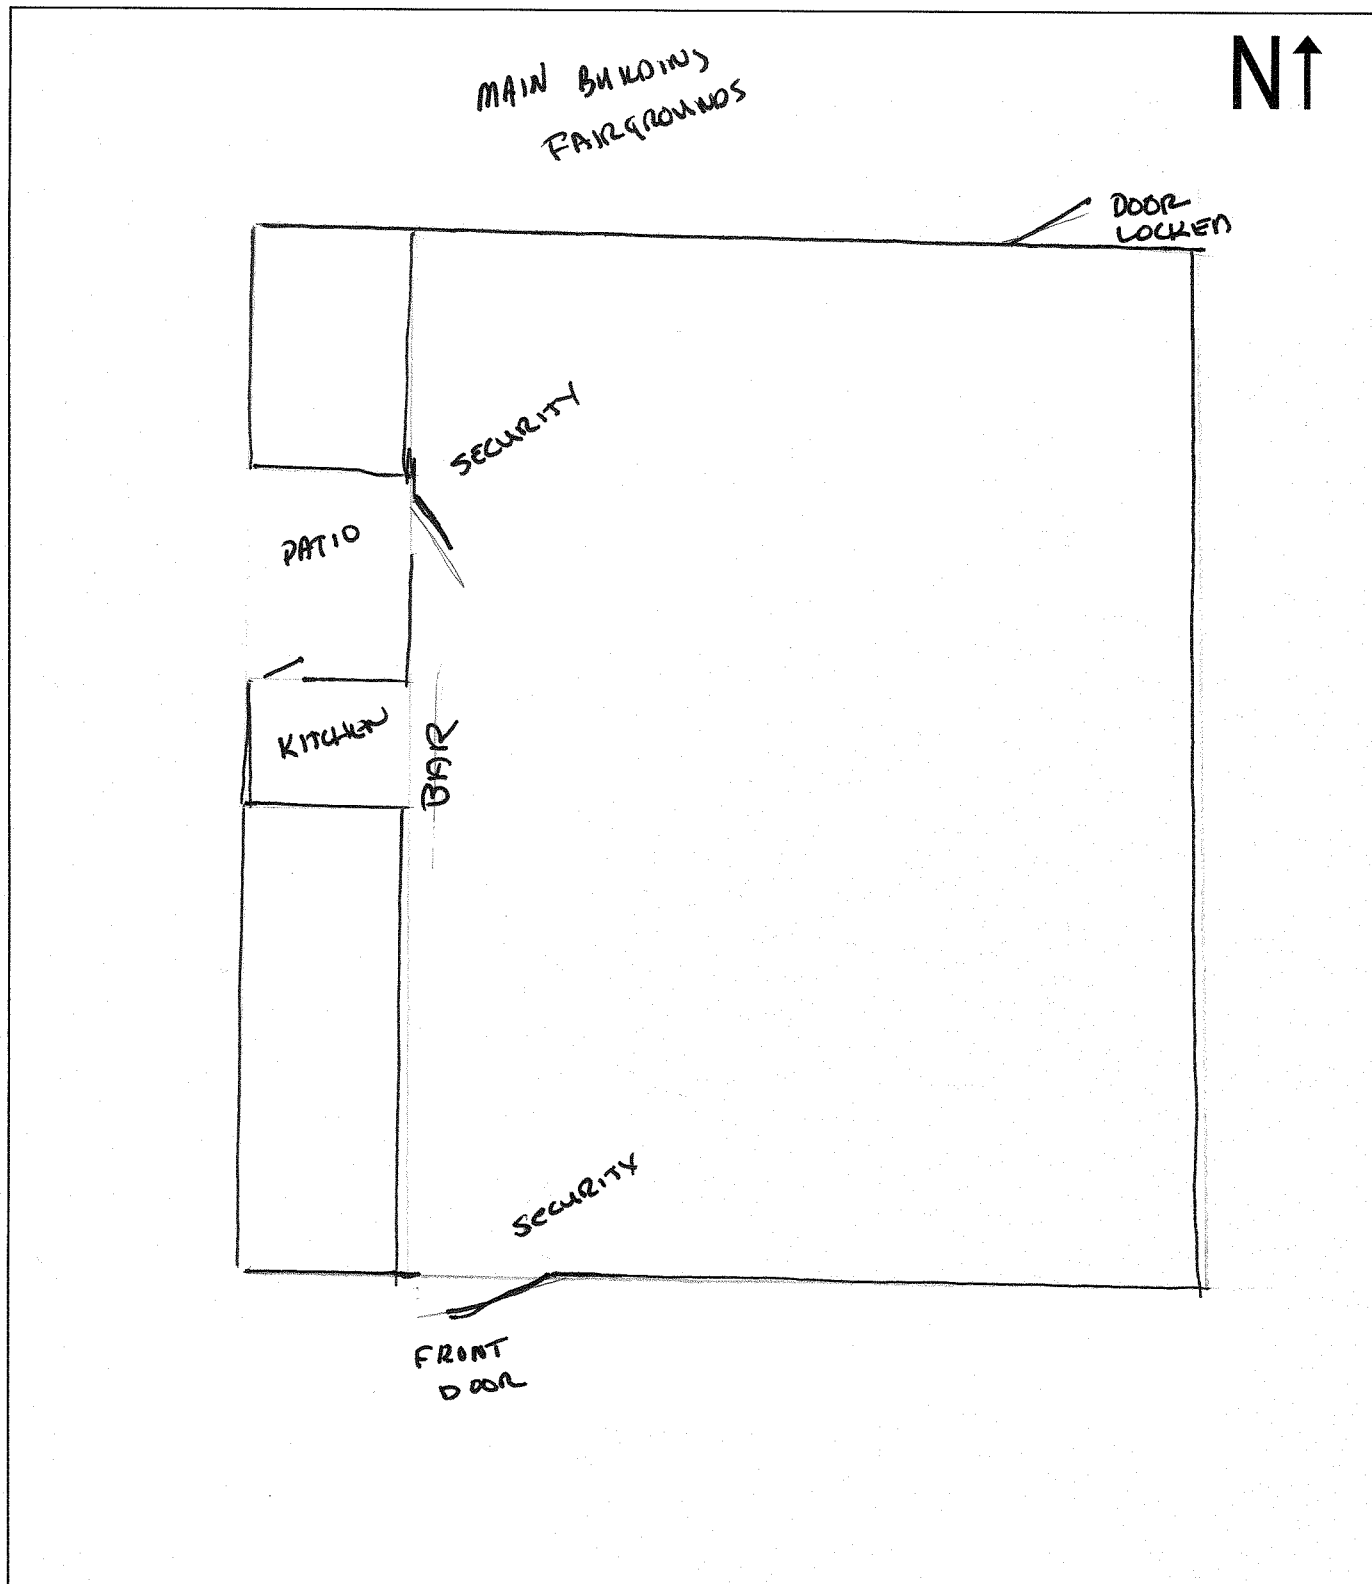 MAIN BUILDING
FAIRGROUNDS
N
DOOR
LOCKED
SECURITY
PATIO
KITCHEN
BAR
SECURITY
FRONT
DOOR